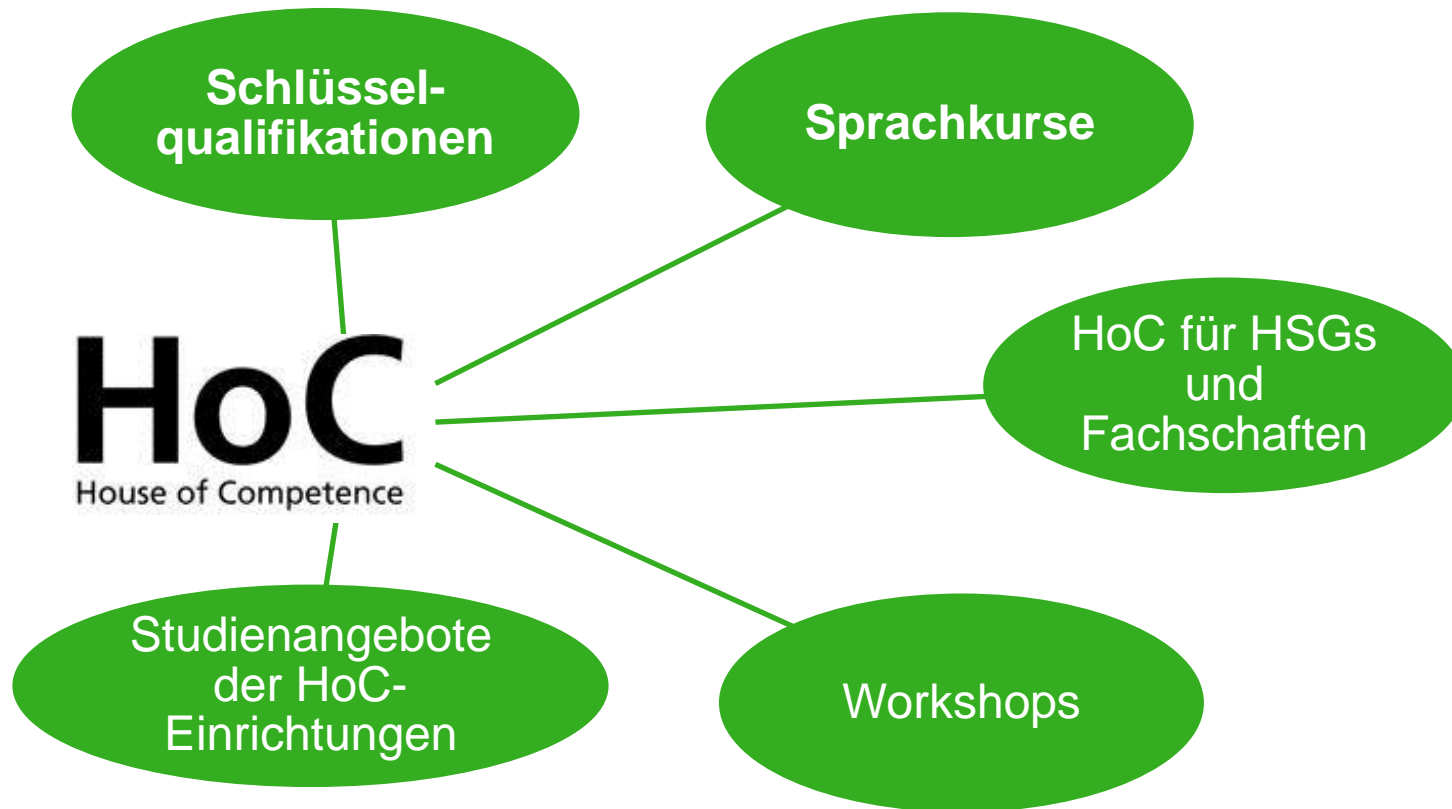 Schlüssel-
qualifikationen
Sprachkurse
HoC für HSGs
und
Fachschaften
HoC
House of Competence
Studienangebote
der HoC-
Einrichtungen
Workshops